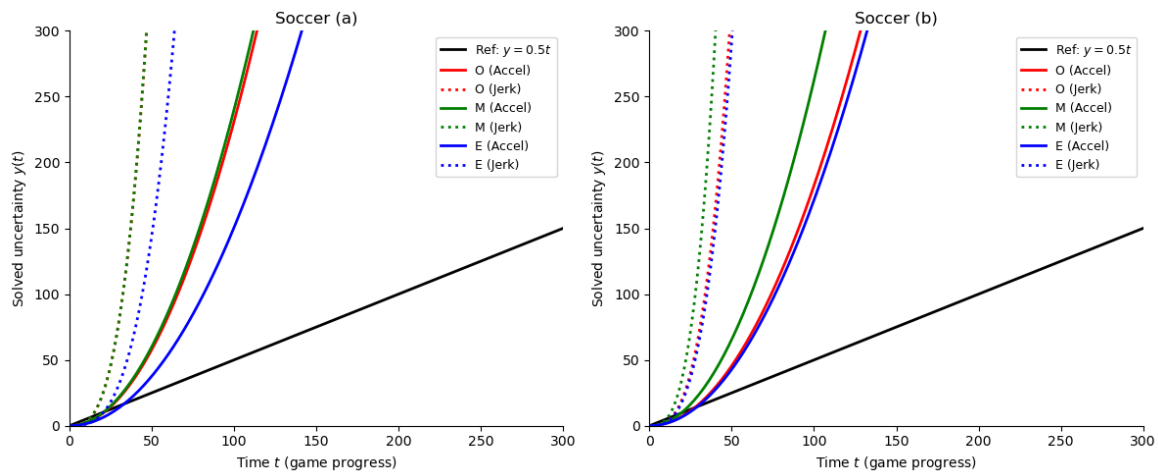 Soccer (a)
300
250
200
150
100
50
0
Solved uncertainty y(t)
0 50 100 150 200 250 300
Time t (game progress)
Ref: y = 0.5t
O (Accel)
O (Jerk)
M (Accel)
M (Jerk)
E (Accel)
E (Jerk)
Soccer (b)
300
250
200
150
100
50
0
Solved uncertainty y(t)
0 50 100 150 200 250 300
Time t (game progress)
Ref: y = 0.5t
O (Accel)
O (Jerk)
M (Accel)
M (Jerk)
E (Accel)
E (Jerk)